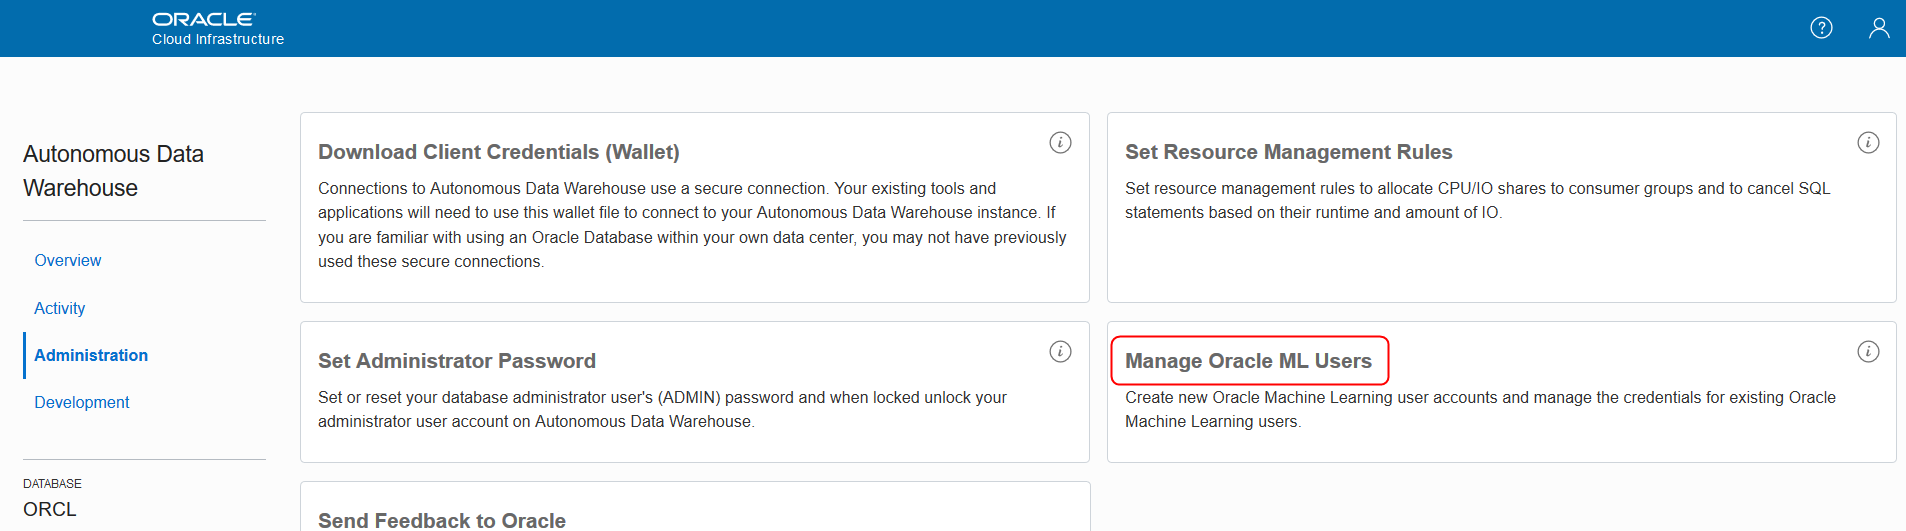 ORACLE
Cloud Infrastructure
Autonomous Data
Warehouse
Overview
Activity
Administration
Development
DATABASE
ORCL
Download Client Credentials (Wallet)
Connections to Autonomous Data Warehouse use a secure connection. Your existing tools and
applications will need to use this wallet file to connect to your Autonomous Data Warehouse instance. If
you are familiar with using an Oracle Database within your own data center, you may not have previously
used these secure connections.
Set Resource Management Rules
Set resource management rules to allocate CPU/IO shares to consumer groups and to cancel SQL
statements based on their runtime and amount of IO.
Set Administrator Password
Set or reset your database administrator user's (ADMIN) password and when locked unlock your
administrator user account on Autonomous Data Warehouse.
Manage Oracle ML Users
Create new Oracle Machine Learning user accounts and manage the credentials for existing Oracle
Machine Learning users.
Send Feedback to Oracle